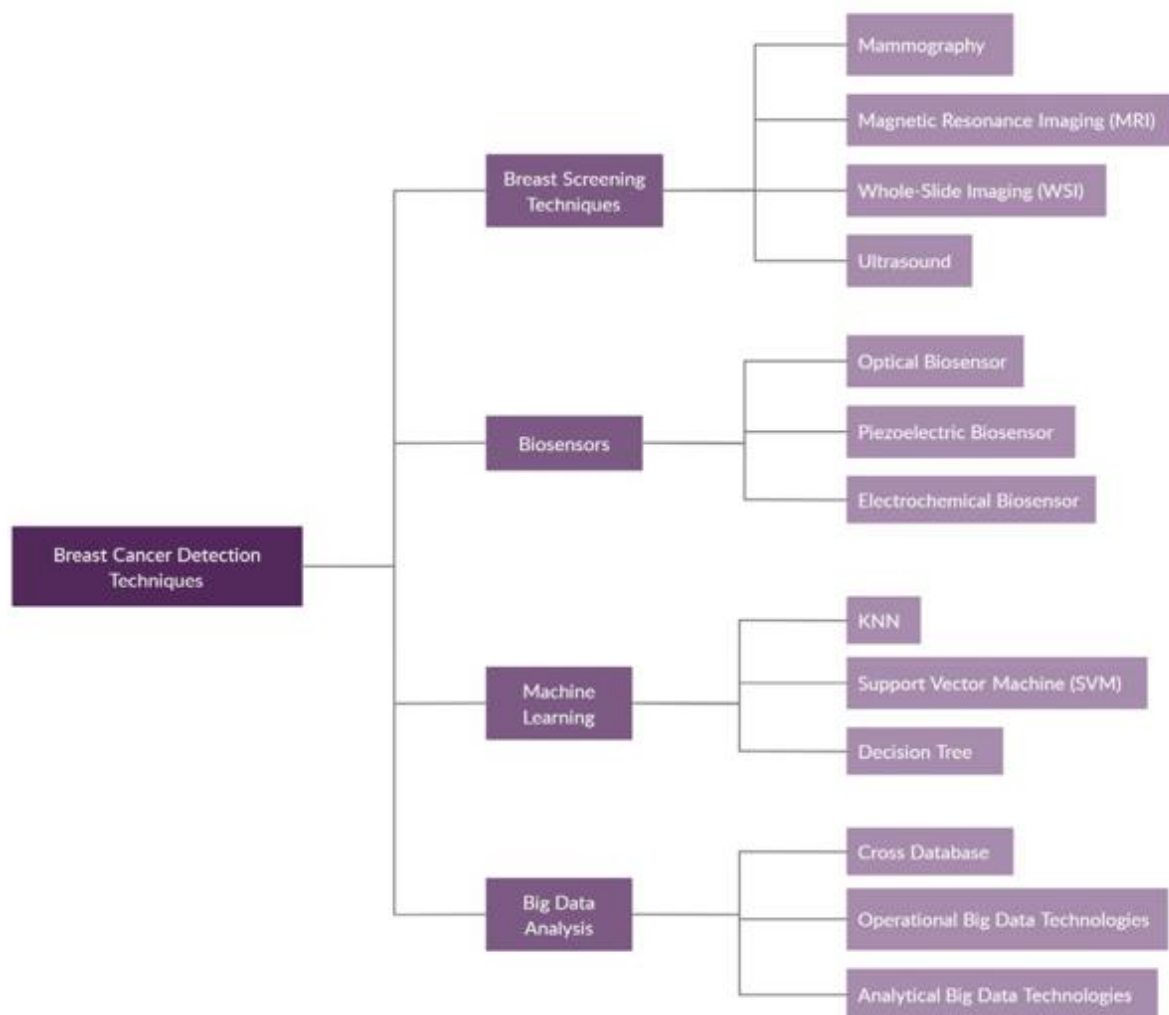 Breast Cancer Detection
Techniques
Breast Screening
Techniques
Mammography
Magnetic Resonance Imaging (MRI)
Whole-Slide Imaging (WSI)
Ultrasound
Biosensors
Optical Biosensor
Piezoelectric Biosensor
Electrochemical Biosensor
Machine
Learning
KNN
Support Vector Machine (SVM)
Decision Tree
Big Data
Analysis
Cross Database
Operational Big Data Technologies
Analytical Big Data Technologies